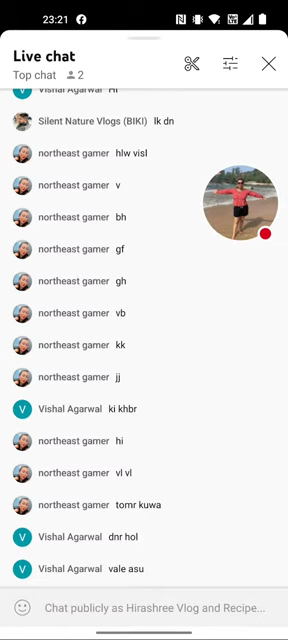 23:21
Live chat
Top chat 2
Vishal Agarwal Hi
Silent Nature Vlogs (BIKI) lk dn
northeast gamer hlw visl
northeast gamer v
northeast gamer bh
northeast gamer gf
northeast gamer gh
northeast gamer vb
northeast gamer kk
northeast gamer jj
V Vishal Agarwal ki khbr
northeast gamer hi
northeast gamer vl vl
northeast gamer tomr kuwa
V Vishal Agarwal dnr hol
V Vishal Agarwal vale asu
Chat publicly as Hirashree Vlog and Recipe...